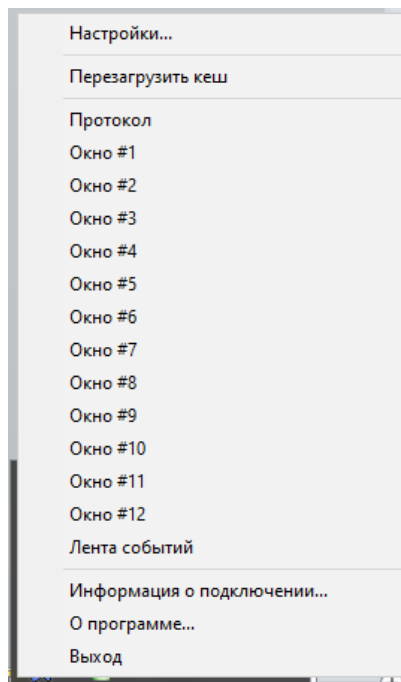 Настройки...
Перезагрузить кеш
Протокол
Окно #1
Окно #2
Окно #3
Окно #4
Окно #5
Окно #6
Окно #7
Окно #8
Окно #9
Окно #10
Окно #11
Окно #12
Лента событий
Информация о подключении...
О программе...
Выход